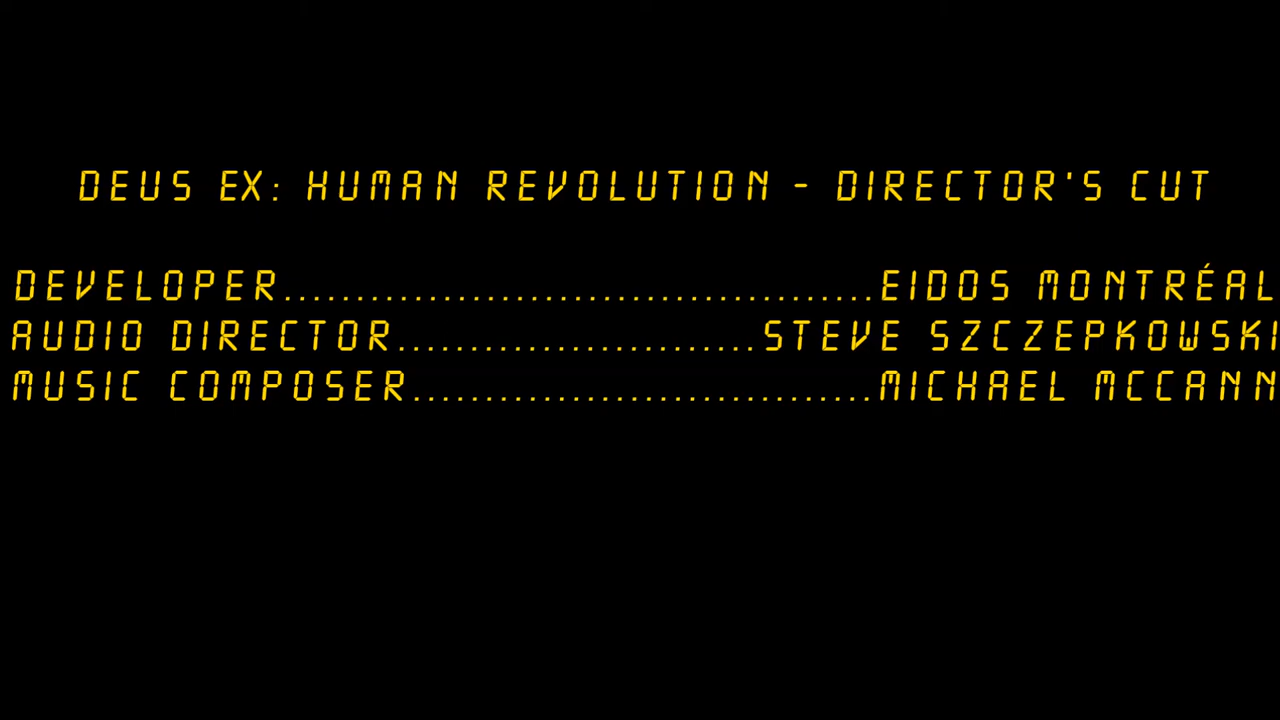 DEUS EX: HUMAN REVOLUTION - DIRECTOR'S CUT
DEVELOPER.........................................EIDOS MONTRÉAL
AUDIO DIRECTOR.........................STEVE SZCZEPKOWSKI
MUSIC COMPOSER................................MICHAEL MCCANN